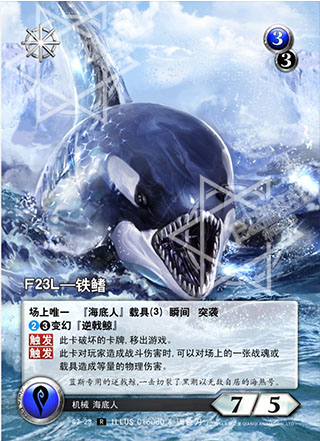 3
3
F23L—铁鳍
场上唯一 『海底人』载具(3) 瞬间 突袭
2 3 变幻『逆戟鲸』
触发 此卡破坏的卡牌,移出游戏。
触发 此卡对玩家造成战斗伤害时,可以对场上的一张战魂或
载具造成等量的物理伤害。
蓝斯专用的逆戟鲸,一击切裂了黑潮以无敌自居的海热号。
机械 海底人
7 / 5
R ILLUS